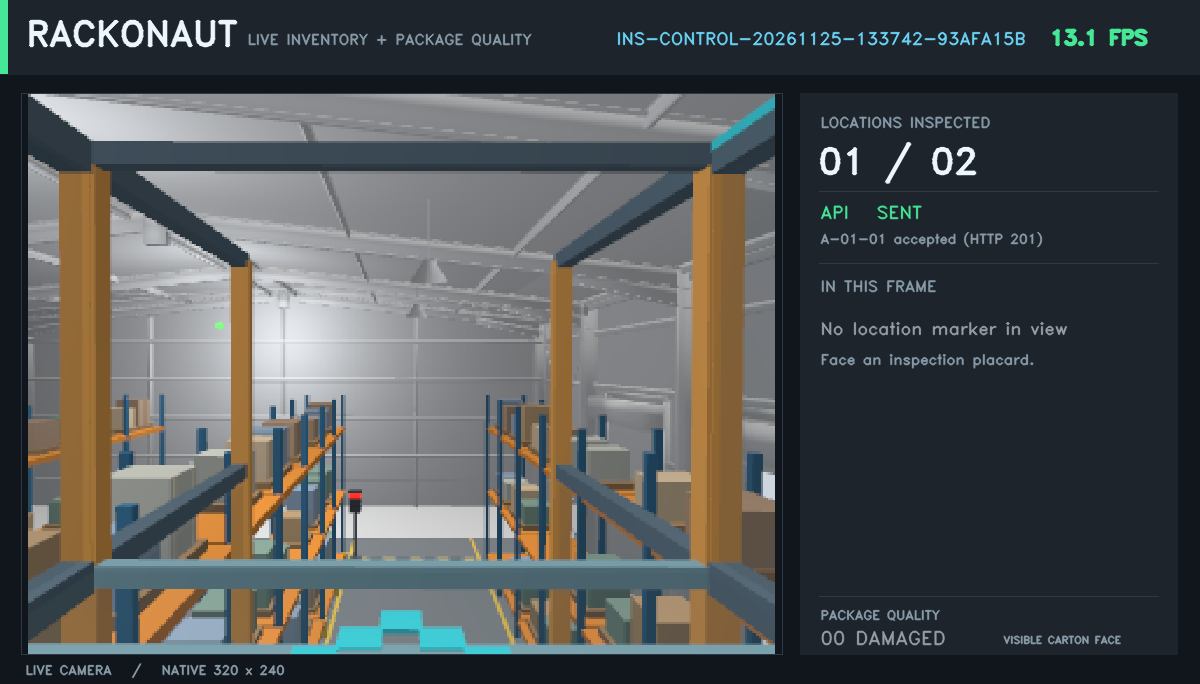 RACKONAUT LIVE INVENTORY + PACKAGE QUALITY INS-CONTROL-20261125-133742-93AFA15B 13.1 FPS
LOCATIONS INSPECTED
01 / 02
API SENT
A-01-01 accepted (HTTP 201)
IN THIS FRAME
No location marker in view
Face an inspection placard.
PACKAGE QUALITY
00 DAMAGED VISIBLE CARTON FACE
LIVE CAMERA / NATIVE 320 x 240